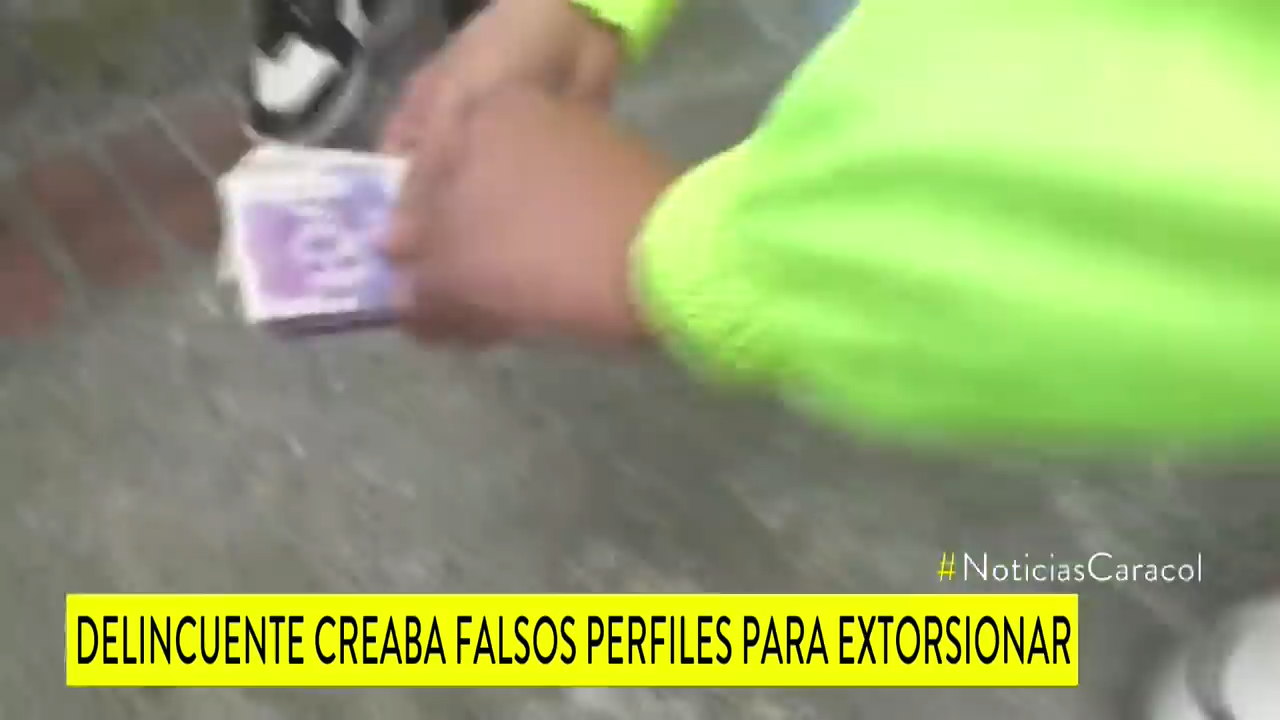 #NoticiasCaracol
DELINCUENTE CREABA FALSOS PERFILES PARA EXTORSIONAR